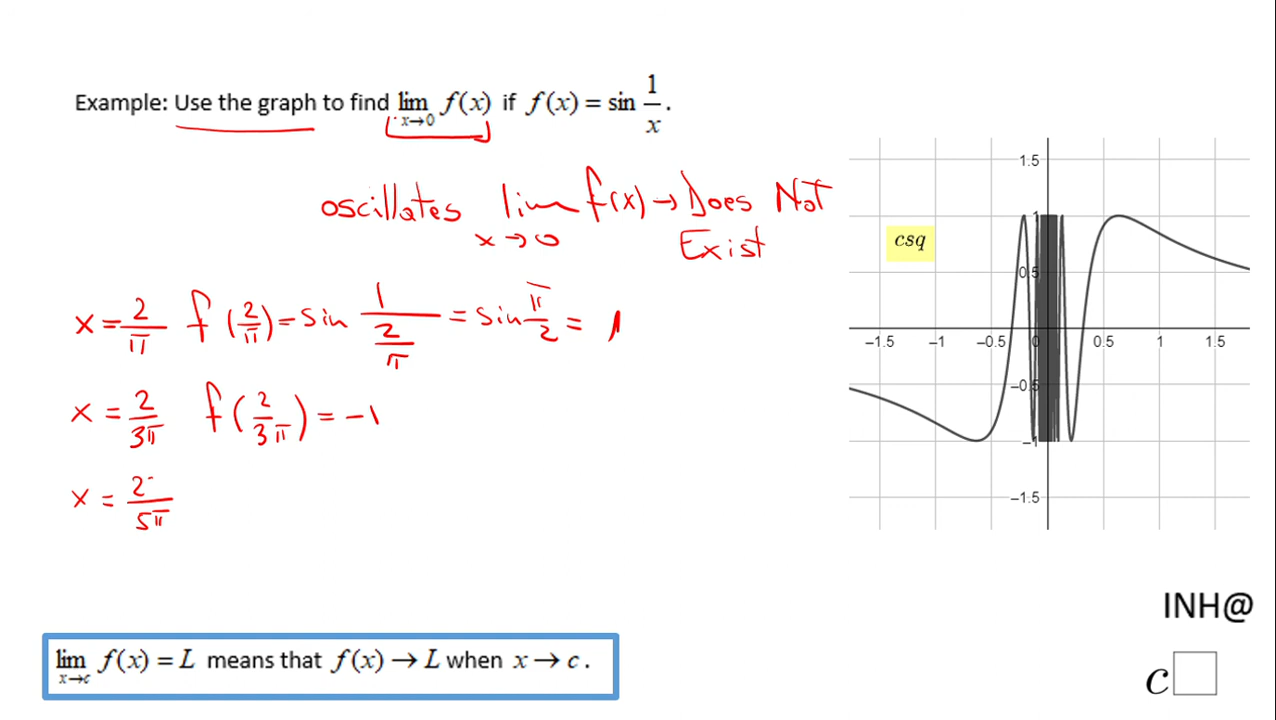 Example: Use the graph to find lim x→0 f(x) if f(x) = sin 1/x.
oscillates lim x→0 f(x) → Does Not Exist
x = 2/π f(2/π) = sin 1/(2/π) = sin π/2 = 1
x = 2/3π f(2/3π) = -1
x = 2/5π
csq
1.5
1
0.5
-1.5 -1 -0.5 0 0.5 1 1.5
-0.5
-1
-1.5
INH@
lim x→c f(x) = L means that f(x) → L when x → c.
c□